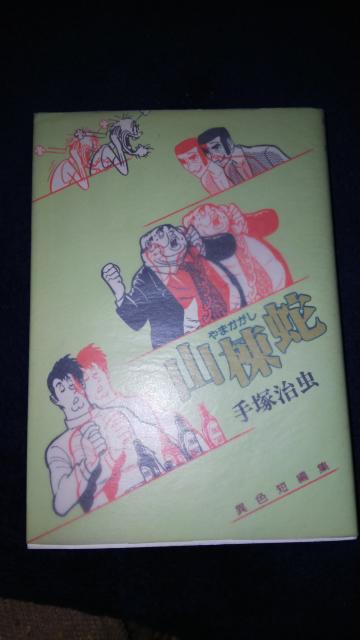 やまかがし
山棟蛇
手塚治虫
異色短編集